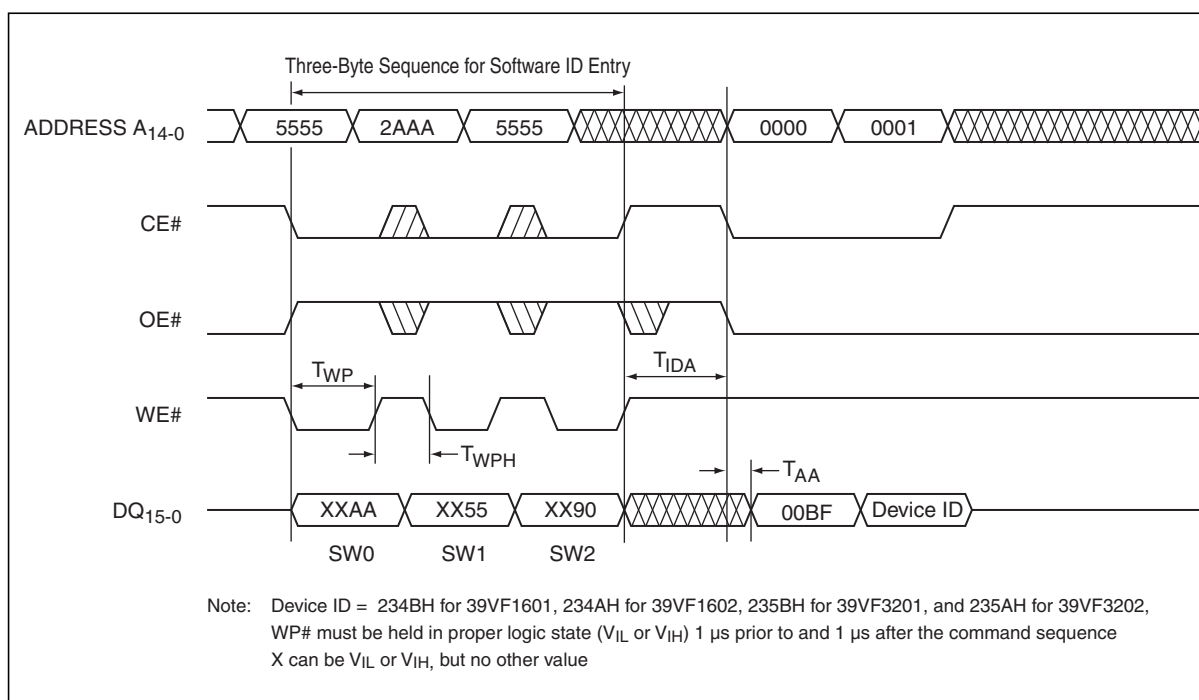 Three-Byte Sequence for Software ID Entry
ADDRESS A14-0 5555 2AAA 5555 0000 0001
CE#
OE#
TWP TIDA
WE#
TWPH TAA
DQ15-0 XXAA XX55 XX90 00BF Device ID
SW0 SW1 SW2
Note: Device ID = 234BH for 39VF1601, 234AH for 39VF1602, 235BH for 39VF3201, and 235AH for 39VF3202,
WP# must be held in proper logic state (VIL or VIH) 1 µs prior to and 1 µs after the command sequence
X can be VIL or VIH, but no other value